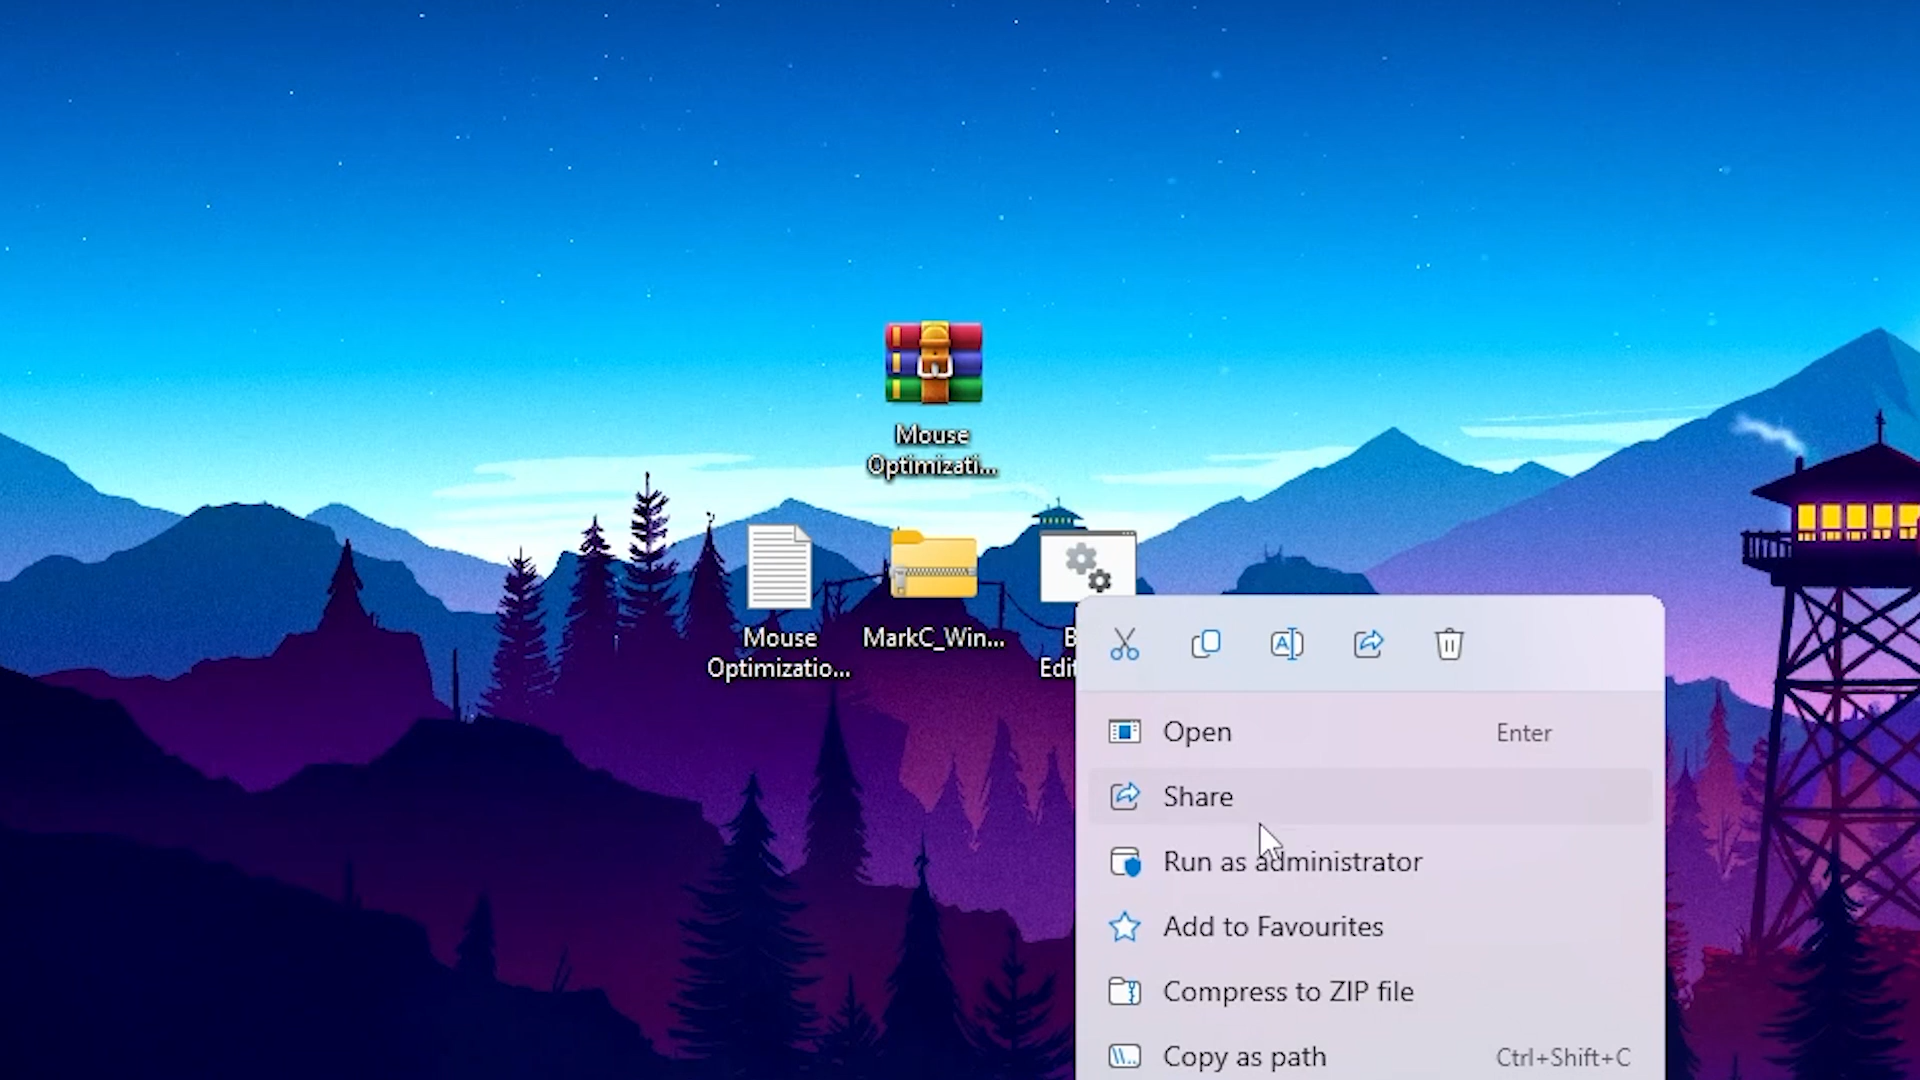 Mouse
Optimizati...
Mouse
Optimizatio...
MarkC_Win...
B
Edit
Open Enter
Share
Run as administrator
Add to Favourites
Compress to ZIP file
Copy as path Ctrl+Shift+C